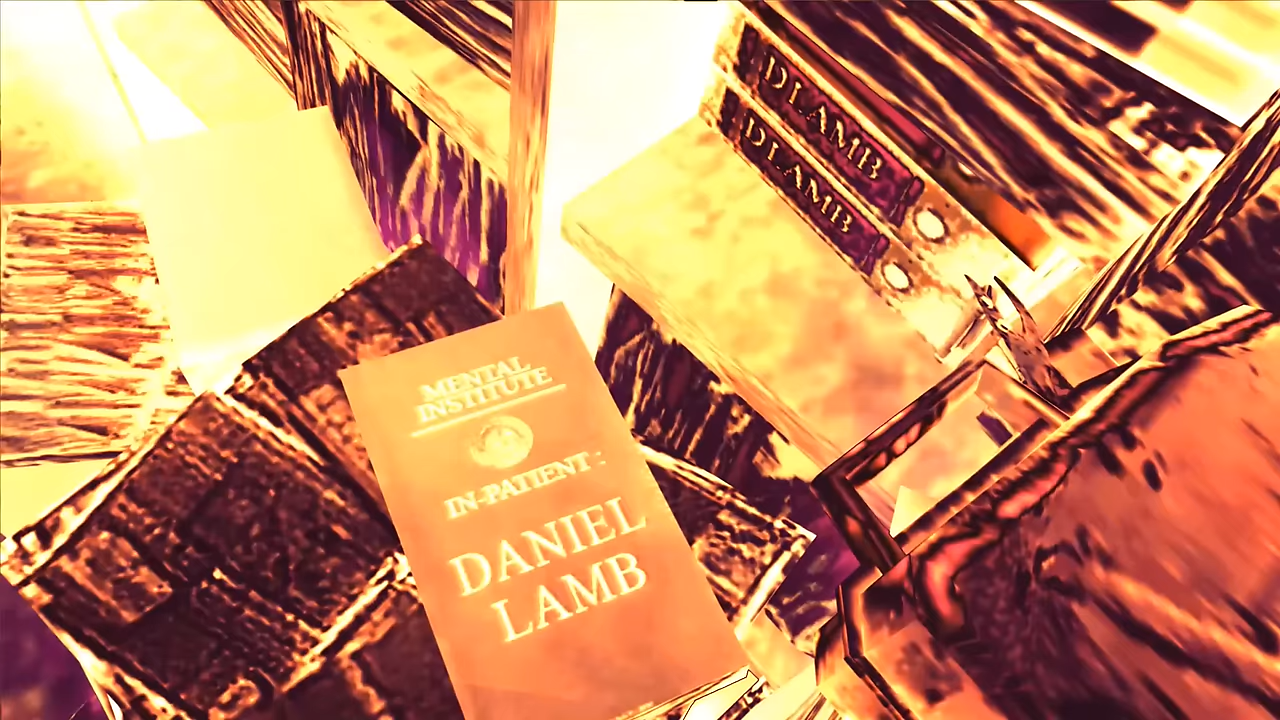 DLAMB
DLAMB
MENTAL
INSTITUTE
IN-PATIENT:
DANIEL
LAMB